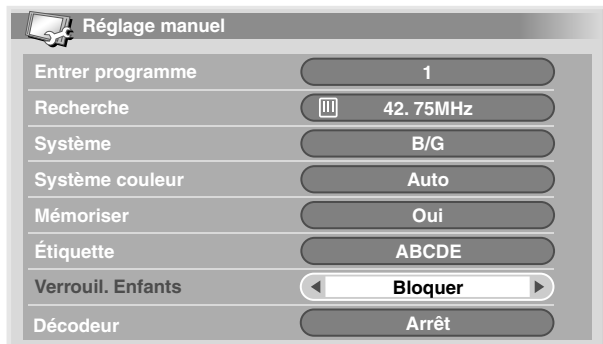 Réglage manuel
Entrer programme 1
Recherche 42. 75MHz
Système B/G
Système couleur Auto
Mémoriser Oui
Étiquette ABCDE
Verrouil. Enfants Bloquer
Décodeur Arrêt